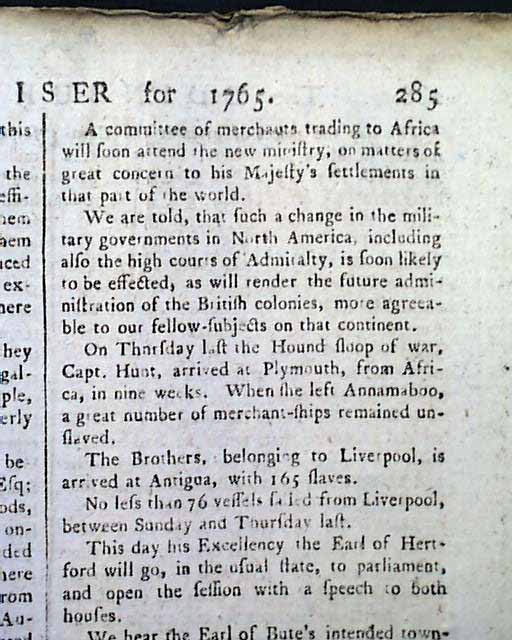 ISER for 1765. 285
this
the
effi-
hem
them
uced
ex-
here
they
gal-
ple,
erly
be
Esq;
ods,
on-
ded
here
from
Au-
A committee of merchants trading to Africa
will ſoon attend the new miniſtry, on matters of
great concern to his Majeſty's ſettlements in
that part of the world.
We are told, that ſuch a change in the mili-
tary governments in North America, including
alſo the high courts of Admiralty, is ſoon likely
to be effected, as will render the future admi-
niſtration of the Britiſh colonies, more agreea-
ble to our fellow-ſubjects on that continent.
On Thurſday laſt the Hound ſloop of war,
Capt. Hunt, arrived at Plymouth, from Afri-
ca, in nine weeks. When ſhe left Annamaboo,
a great number of merchant-ſhips remained un-
ſlaved.
The Brothers, belonging to Liverpool, is
arrived at Antigua, with 165 ſlaves.
No leſs than 76 veſſels ſailed from Liverpool,
between Sunday and Thurſday laſt.
This day his Excellency the Earl of Hert-
ford will go, in the uſual ſtate, to parliament,
and open the ſeſſion with a ſpeech to both
houſes.
We hear the Earl of Bute's intended town-